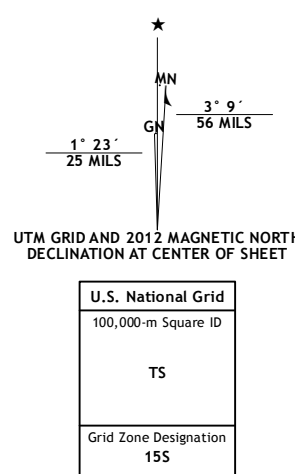 MN
GN
3° 9´
56 MILS
1° 23´
25 MILS
UTM GRID AND 2012 MAGNETIC NORTH
DECLINATION AT CENTER OF SHEET
U.S. National Grid
100,000-m Square ID
TS
Grid Zone Designation
15S